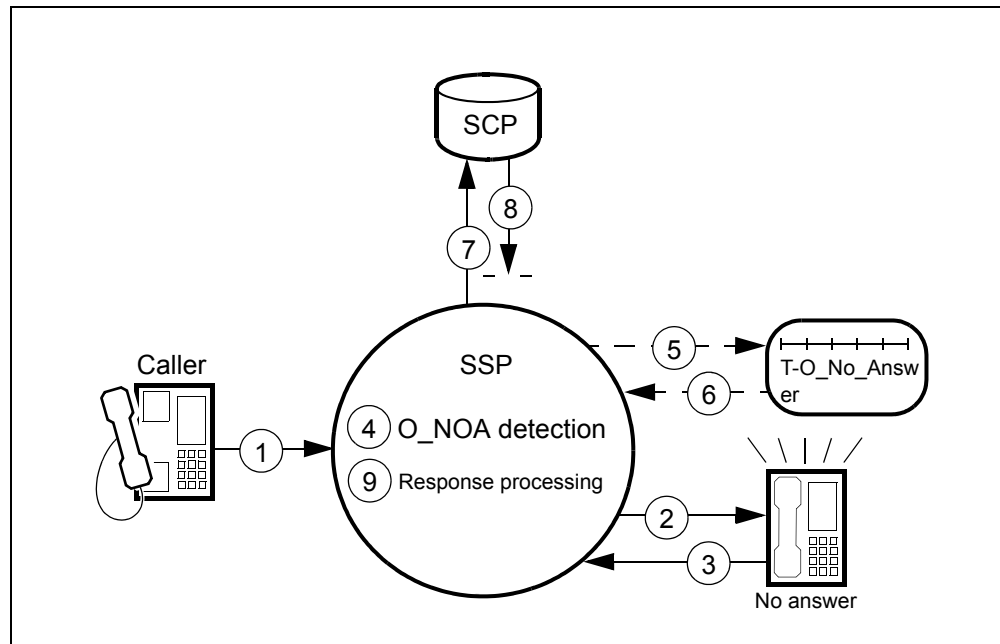 SCP
8
7
Caller
SSP
5
T-O_No_Answ
er
6
4 O_NOA detection
1
9 Response processing
2
3
No answer